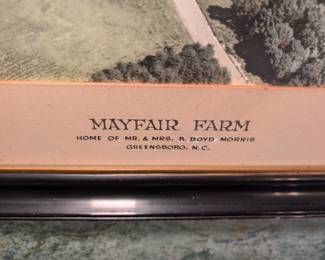 MAYFAIR FARM
HOME OF MR. & MRS. R. BOYD MORRIS
GREENSBORO, N.C.